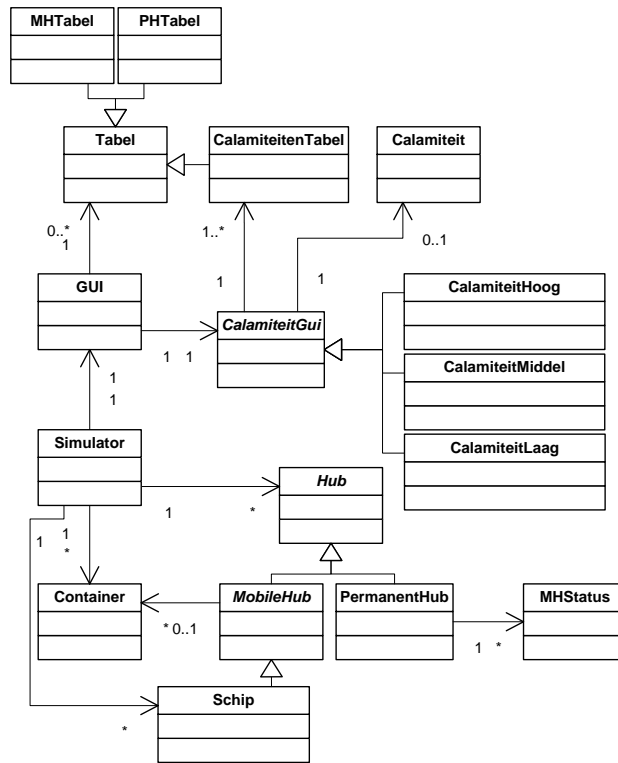 MHTabel PHTabel
Tabel CalamiteitenTabel Calamiteit
0..* 1..* 0..1
1
1 1
GUI CalamiteitHoog
CalamiteitGui
1 1
CalamiteitMiddel
1
1
Simulator CalamiteitLaag
Hub
1 *
1 1
*
Container MobileHub PermanentHub MHStatus
* 0..1 1 *
Schip
*